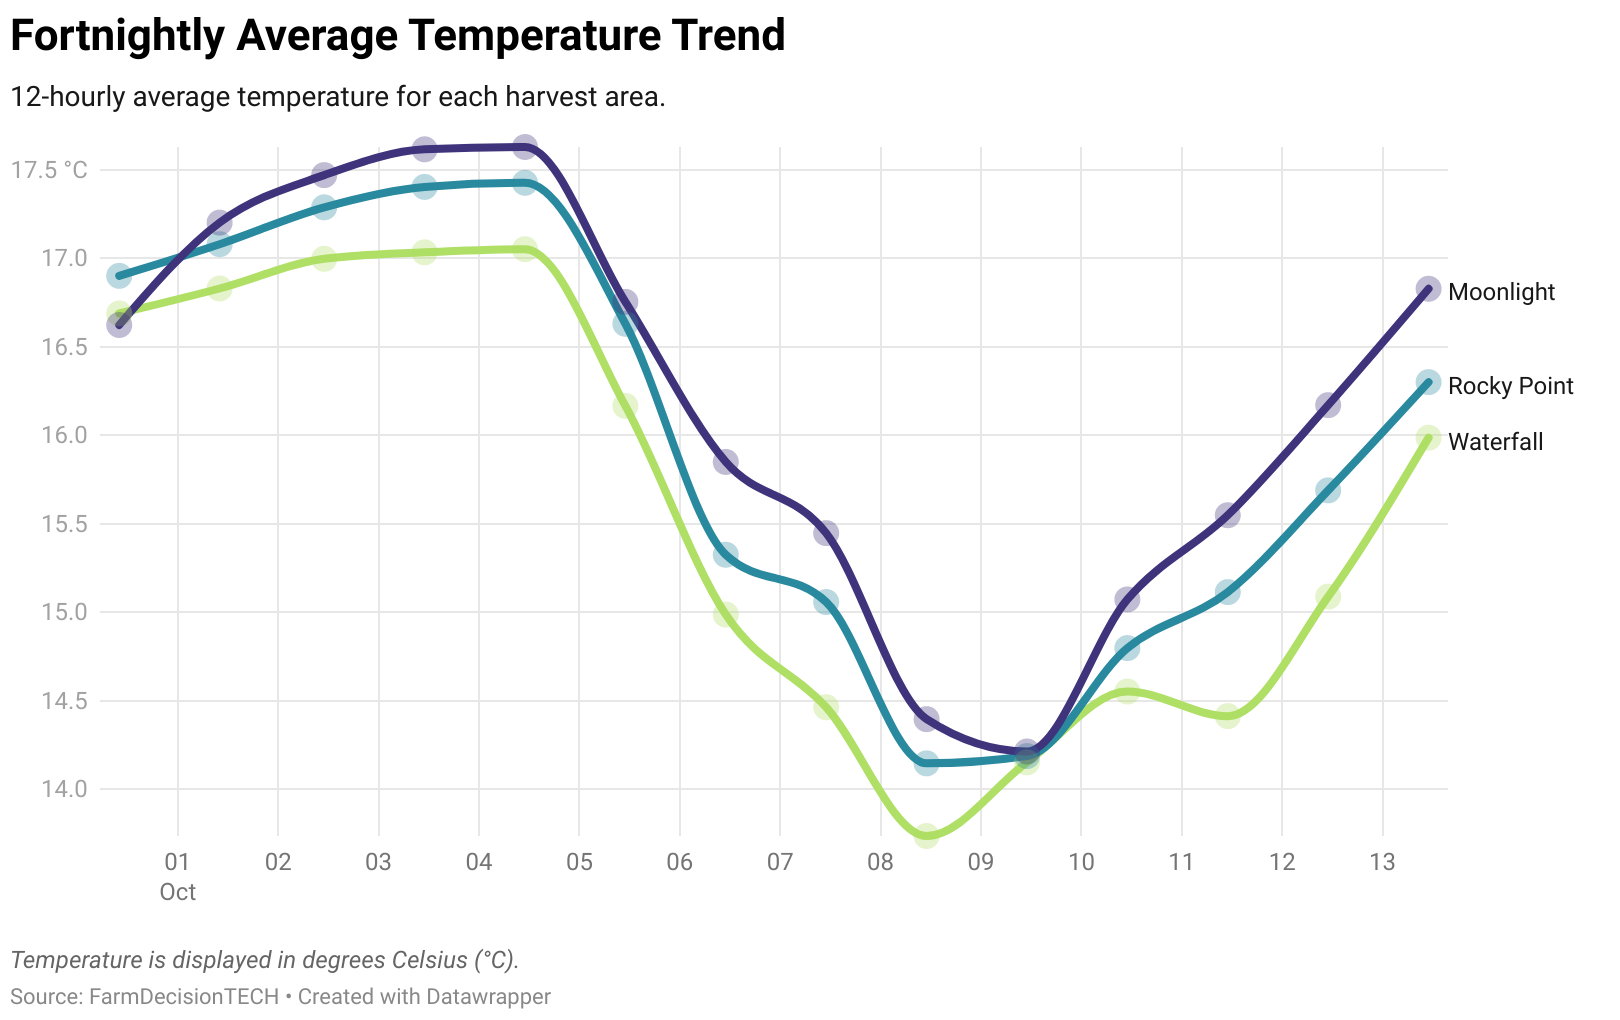 Fortnightly Average Temperature Trend
12-hourly average temperature for each harvest area.
17.5 °C
17.0
16.5
16.0
15.5
15.0
14.5
14.0
Moonlight
Rocky Point
Waterfall
01 02 03 04 05 06 07 08 09 10 11 12 13
Oct
Temperature is displayed in degrees Celsius (°C).
Source: FarmDecisionTECH • Created with Datawrapper